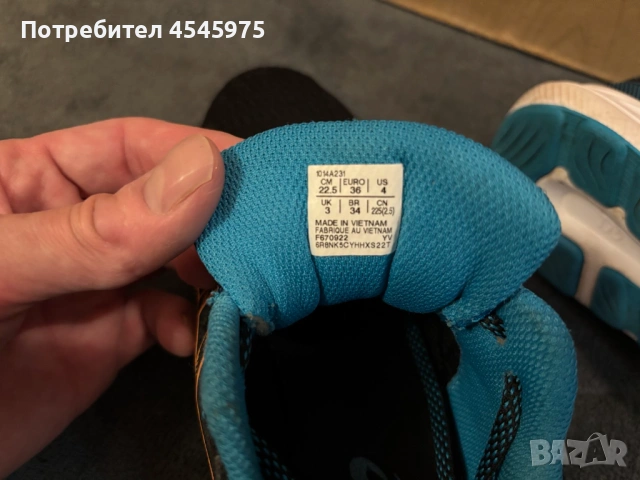 Потребител 4545975
1014A231
CM EURO US
22.5 36 4
UK BR CN
3 34 225(2.5)
MADE IN VIETNAM
FABRIQUE AU VIETNAM
F670922 YV
6R8NK5CYHHXS22T
BAZAR